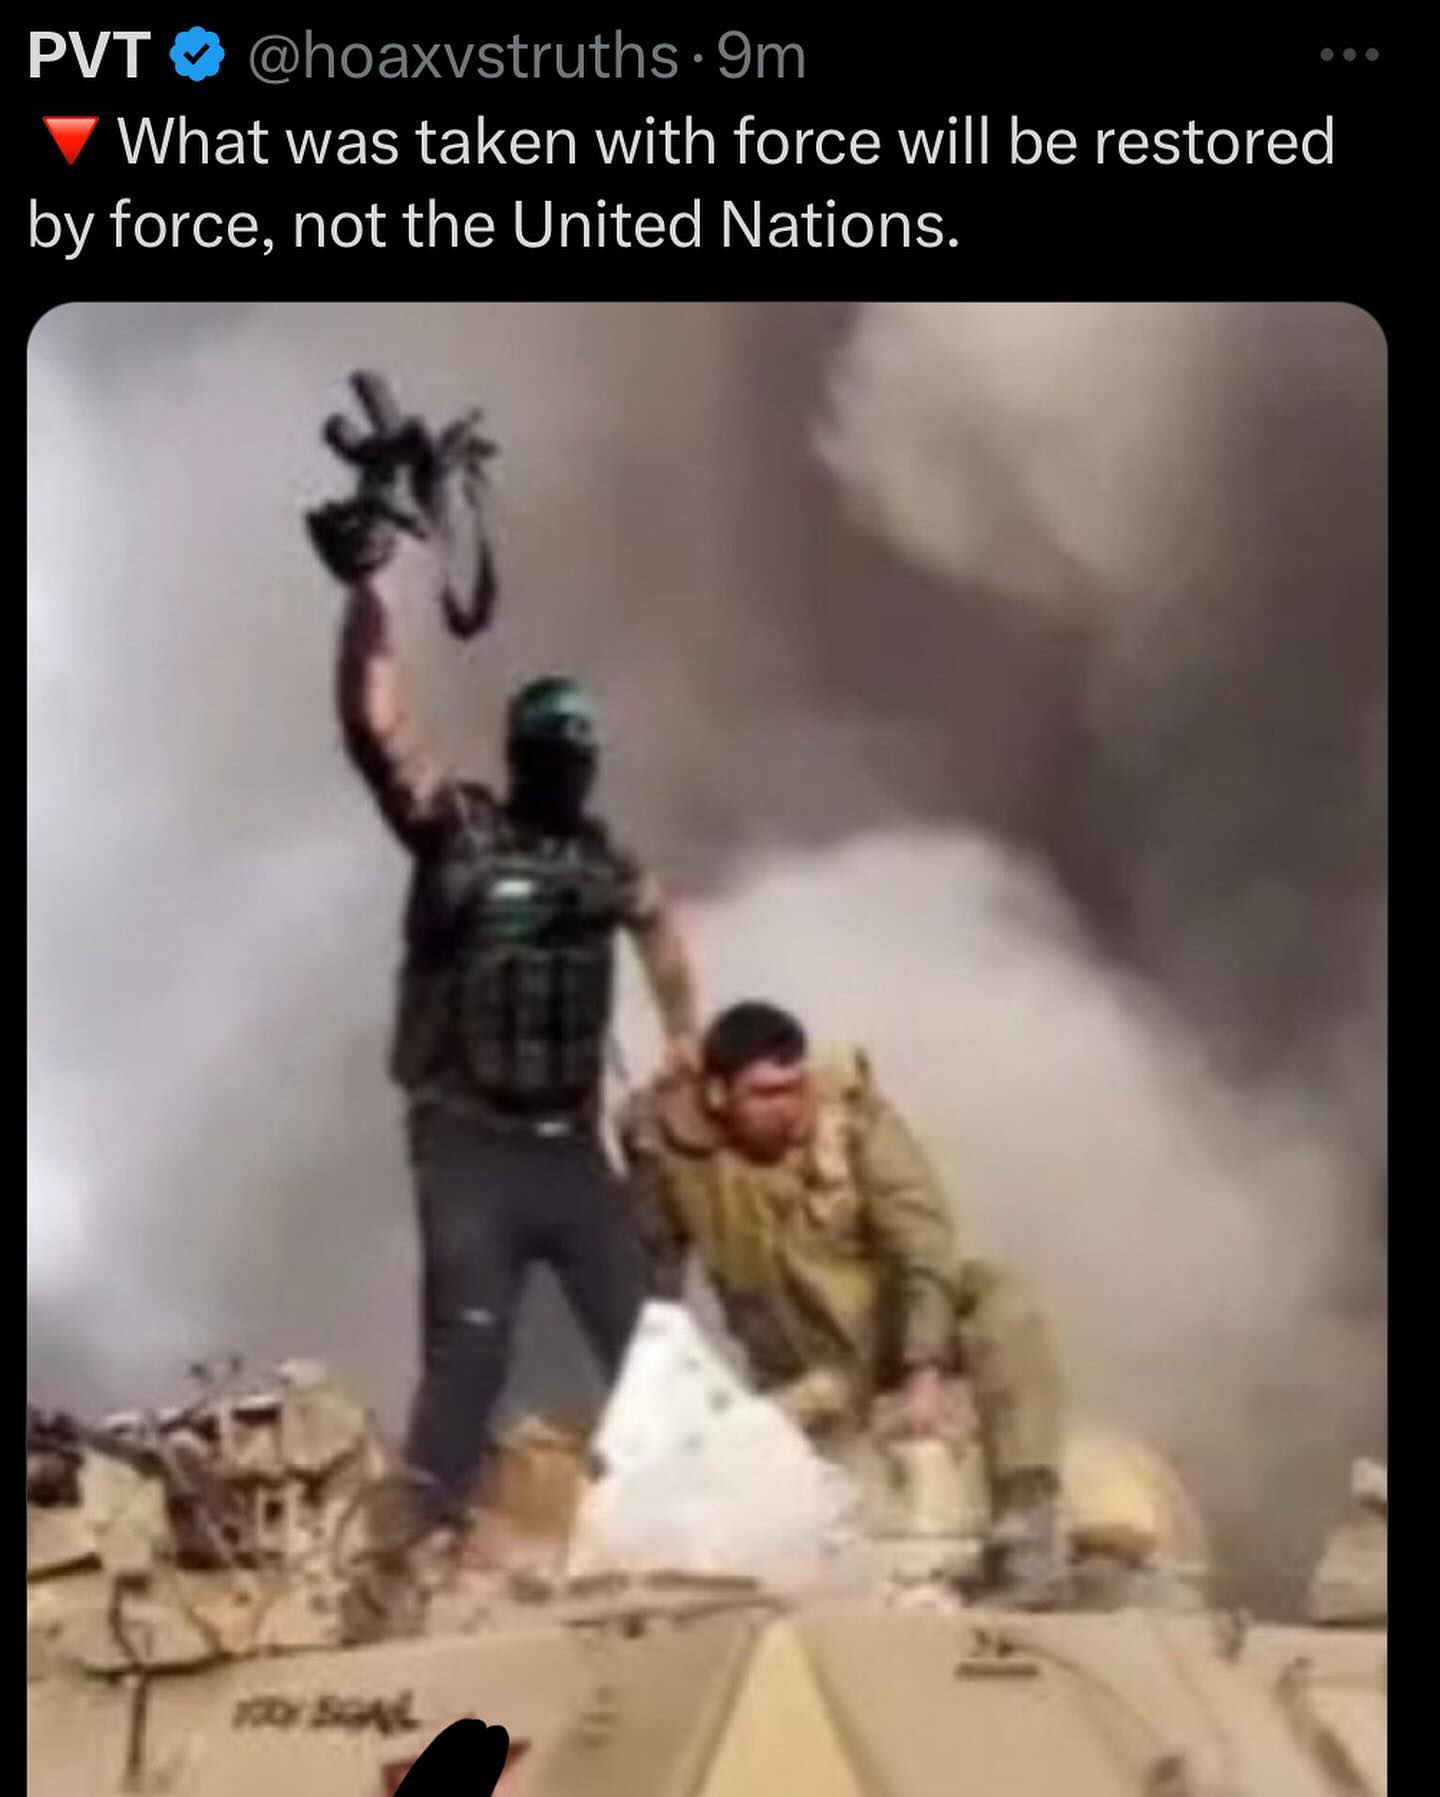 PVT @hoaxvstruths · 9m
🔻What was taken with force will be restored
by force, not the United Nations.